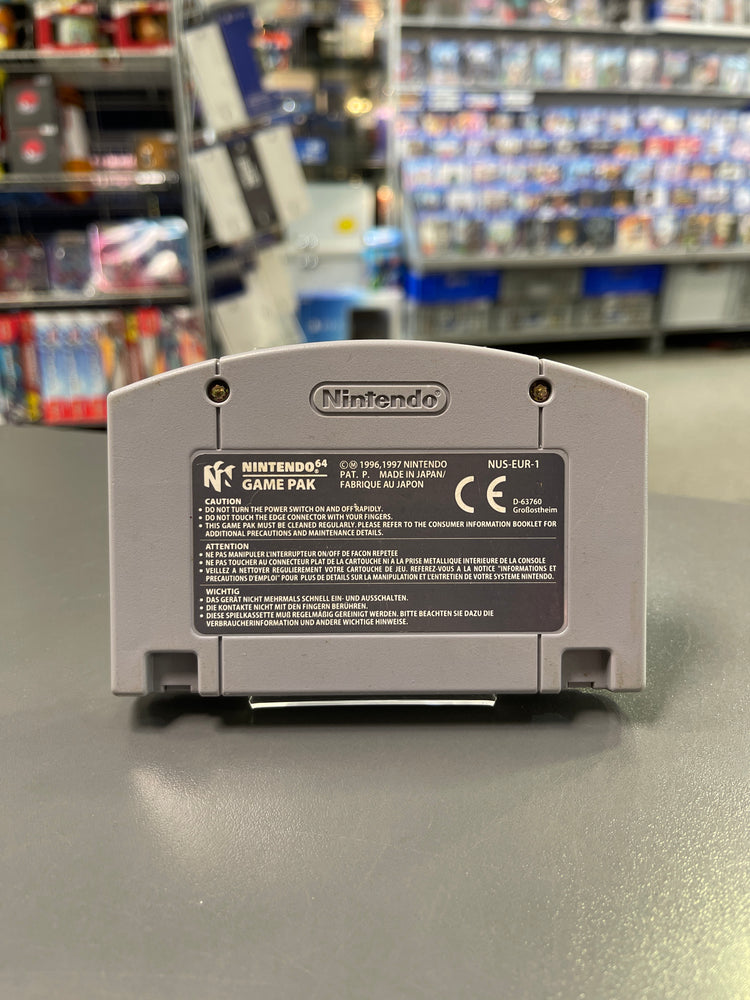 Nintendo®
NINTENDO⁶⁴
GAME PAK
©Ⓜ 1996,1997 NINTENDO
PAT. P. MADE IN JAPAN/
FABRIQUE AU JAPON
NUS-EUR-1
CE
D-63760
Großostheim
CAUTION
• DO NOT TURN THE POWER SWITCH ON AND OFF RAPIDLY.
• DO NOT TOUCH THE EDGE CONNECTOR WITH YOUR FINGERS.
• THIS GAME PAK MUST BE CLEANED REGULARLY. PLEASE REFER TO THE CONSUMER INFORMATION BOOKLET FOR
ADDITIONAL PRECAUTIONS AND MAINTENANCE DETAILS.
ATTENTION
• NE PAS MANIPULER L'INTERRUPTEUR ON/OFF DE FACON REPETEE
• NE PAS TOUCHER AU CONNECTEUR PLAT DE LA CARTOUCHE NI À LA PRISE METALLIQUE INTERIEURE DE LA CONSOLE
• VEILLEZ A NETTOYER REGULIEREMENT VOTRE CARTOUCHE DE JEU. REFEREZ-VOUS A LA NOTICE "INFORMATIONS ET
PRECAUTIONS D'EMPLOI" POUR PLUS DE DETAILS SUR LA MANIPULATION ET L'ENTRETIEN DE VOTRE SYSTEME NINTENDO.
WICHTIG
• DAS GERÄT NICHT MEHRMALS SCHNELL EIN- UND AUSSCHALTEN.
• DIE KONTAKTE NICHT MIT DEN FINGERN BERÜHREN.
• DIESE SPIELKASSETTE MUß REGELMÄßIG GEREINIGT WERDEN. BITTE BEACHTEN SIE DAZU DIE
VERBRAUCHERINFORMATION UND ANDERE WICHTIGE HINWEISE.